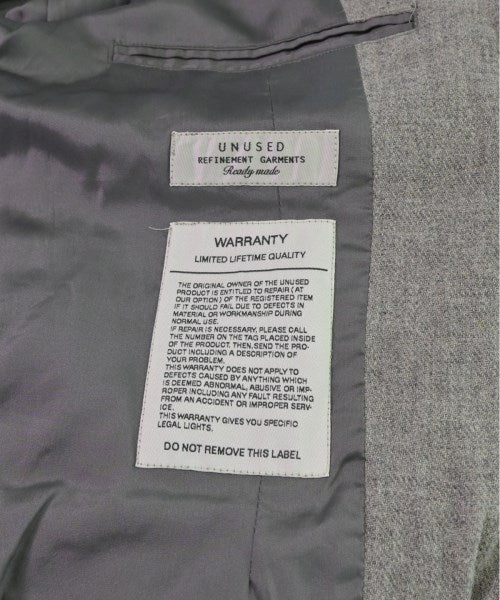 UNUSED
REFINEMENT GARMENTS
Ready made
WARRANTY
LIMITED LIFETIME QUALITY
THE ORIGINAL OWNER OF THE UNUSED
PRODUCT IS ENTITLED TO REPAIR (AT
OUR OPTION) OF THE REGISTERED ITEM
IF IT SHOULD FAIL DUE TO DEFECTS IN
MATERIAL OR WORKMANSHIP DURING
NORMAL USE.
IF REPAIR IS NECESSARY, PLEASE CALL
THE NUMBER ON THE TAG PLACED INSIDE
OF THE PRODUCT. THEN, SEND THE PRO-
DUCT INCLUDING A DESCRIPTION OF
YOUR PROBLEM.
THIS WARRANTY DOES NOT APPLY TO
DEFECTS CAUSED BY ANYTHING WHICH
IS DEEMED ABNORMAL, ABUSIVE OR IMP-
ROPER INCLUDING ANY FAULT RESULTING
FROM AN ACCIDENT OR IMPROPER SERV-
ICE.
THIS WARRANTY GIVES YOU SPECIFIC
LEGAL LIGHTS.
DO NOT REMOVE THIS LABEL